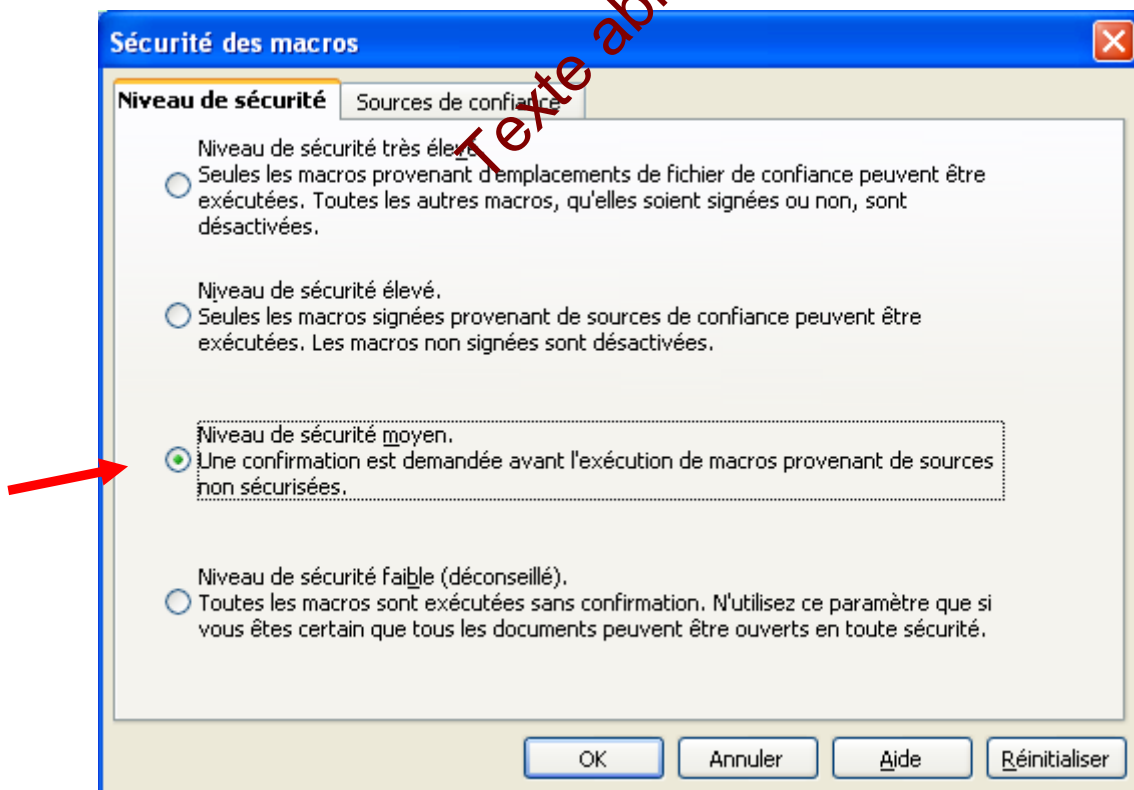 Sécurité des macros
Niveau de sécurité
Sources de confiance
Texte
Niveau de sécurité très élevé.
Seules les macros provenant d'emplacements de fichier de confiance peuvent être
exécutées. Toutes les autres macros, qu'elles soient signées ou non, sont
désactivées.
Niveau de sécurité élevé.
Seules les macros signées provenant de sources de confiance peuvent être
exécutées. Les macros non signées sont désactivées.
Niveau de sécurité moyen.
Une confirmation est demandée avant l'exécution de macros provenant de sources
non sécurisées.
Niveau de sécurité faible (déconseillé).
Toutes les macros sont exécutées sans confirmation. N'utilisez ce paramètre que si
vous êtes certain que tous les documents peuvent être ouverts en toute sécurité.
OK
Annuler
Aide
Réinitialiser